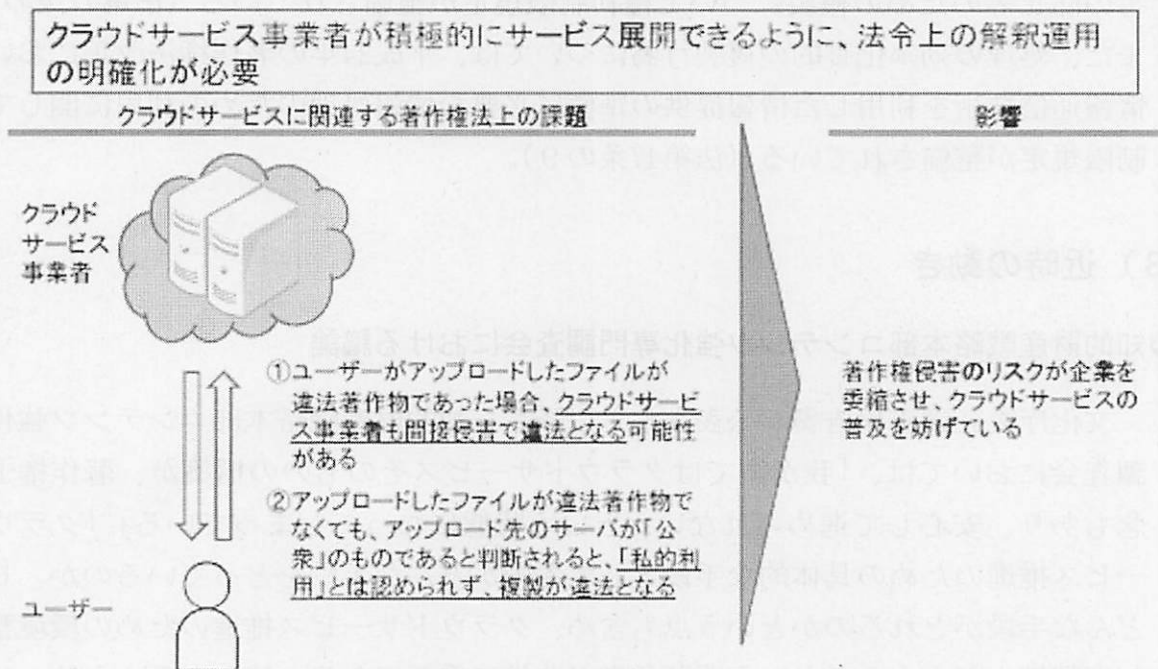 クラウドサービス事業者が積極的にサービス展開できるように、法令上の解釈運用
の明確化が必要
クラウドサービスに関連する著作権法上の課題
影響
クラウド
サービス
事業者
①ユーザーがアップロードしたファイルが
違法著作物であった場合、クラウドサービ
ス事業者も間接侵害で違法となる可能性
がある
②アップロードしたファイルが違法著作物で
なくても、アップロード先のサーバが「公
衆」のものであると判断されると、「私的利
用」とは認められず、複製が違法となる
ユーザー
著作権侵害のリスクが企業を
委縮させ、クラウドサービスの
普及を妨げている